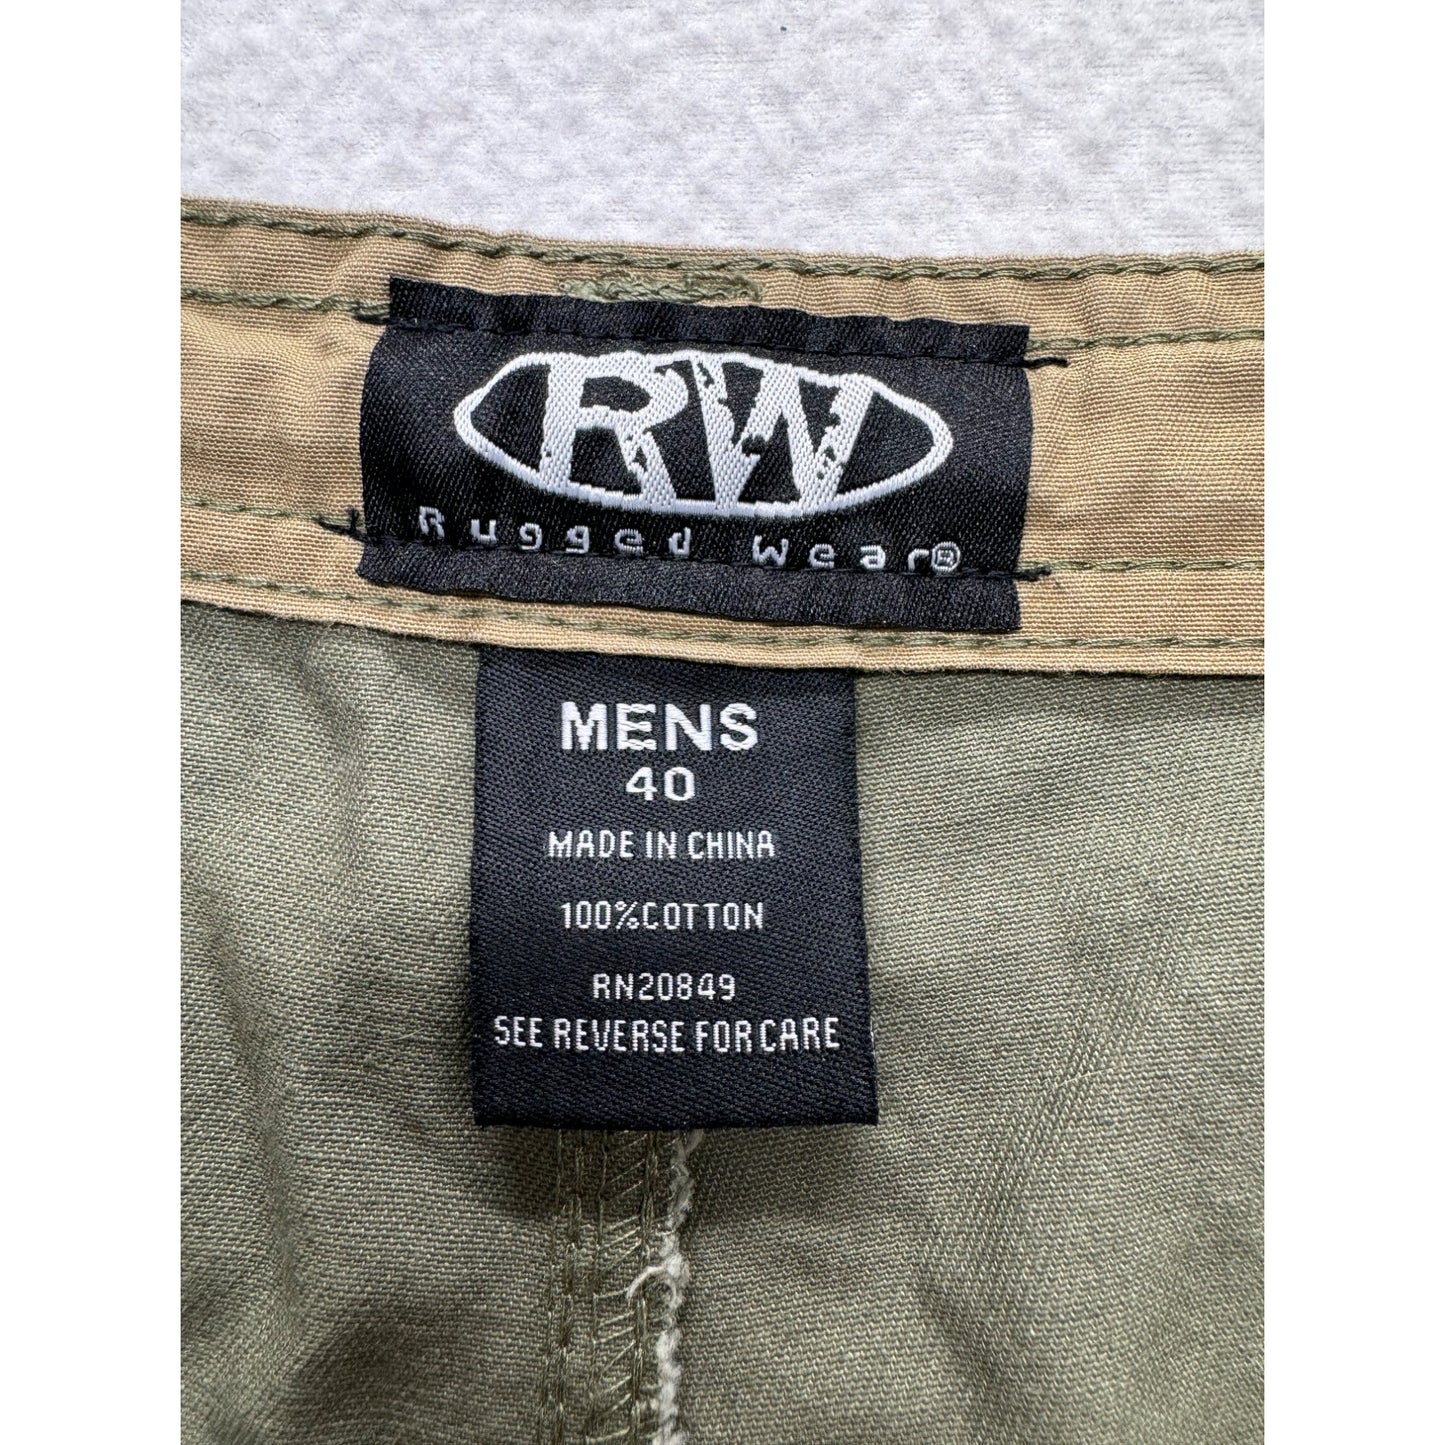 RW
Rugged Wear®
MENS
40
MADE IN CHINA
100%COTTON
RN20849
SEE REVERSE FOR CARE